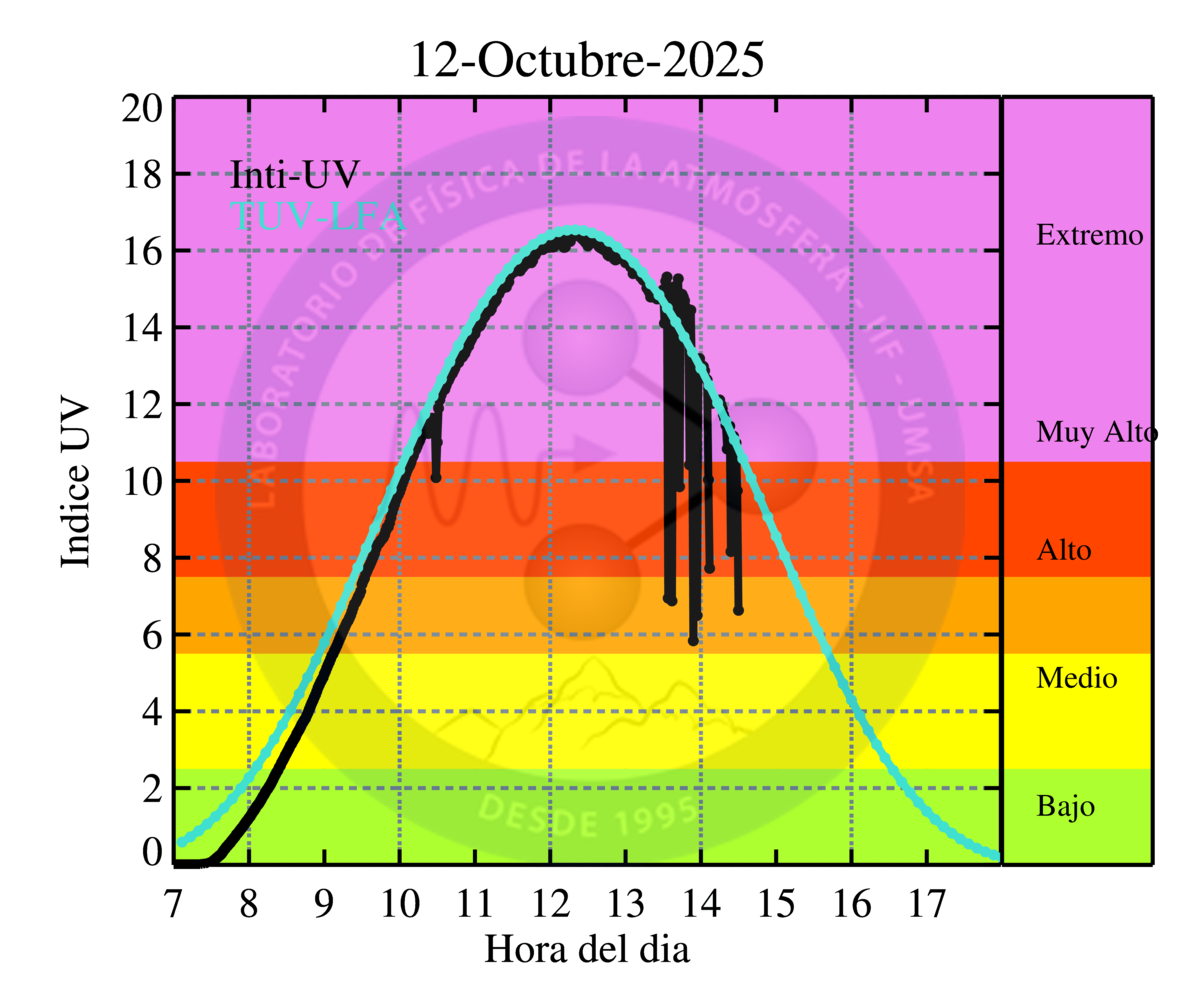 12-Octubre-2025
20
18
16
14
12
10
8
6
4
2
0
Indice UV
Inti-UV
TUV-LFA
LABORATORIO DE FÍSICA DE LA ATMÓSFERA - IIF - UMSA
DESDE 1995
Extremo
Muy Alto
Alto
Medio
Bajo
7 8 9 10 11 12 13 14 15 16 17
Hora del dia